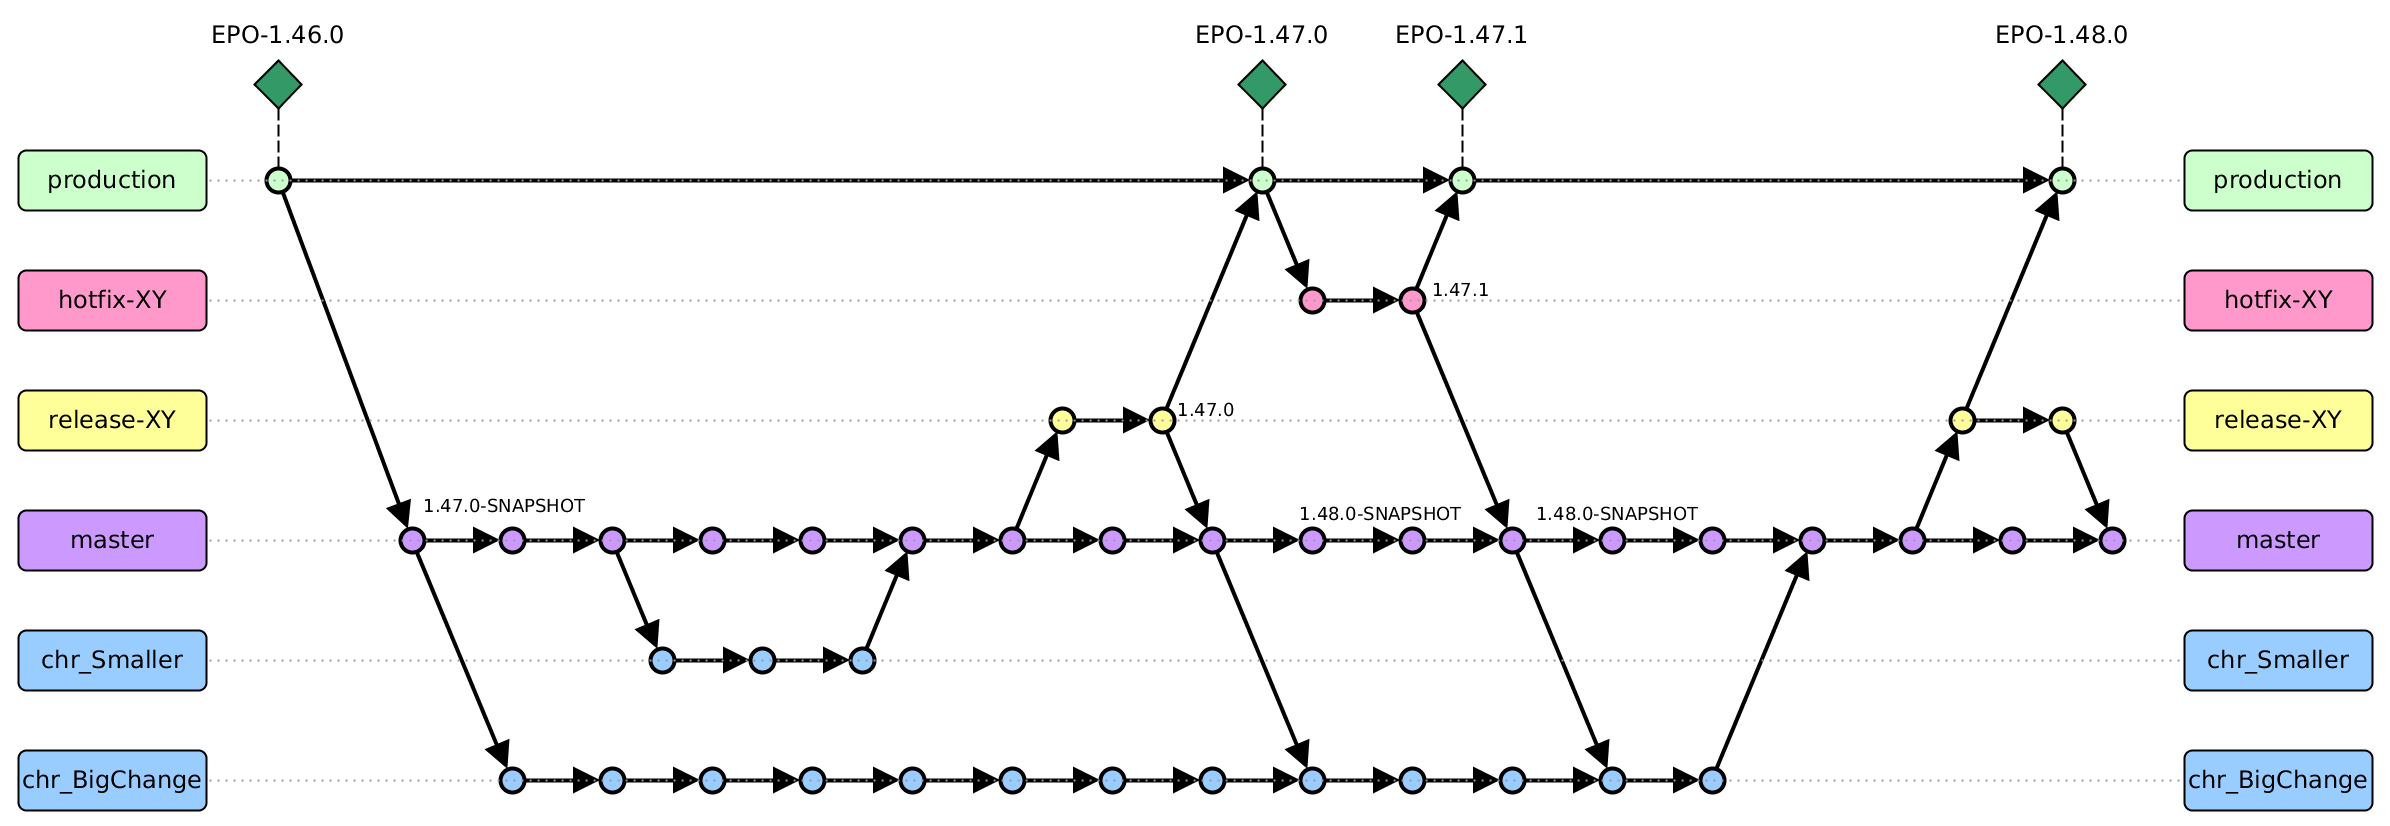 EPO-1.46.0
EPO-1.47.0
EPO-1.47.1
EPO-1.48.0
production
production
hotfix-XY
1.47.1
hotfix-XY
release-XY
1.47.0
release-XY
1.47.0-SNAPSHOT
1.48.0-SNAPSHOT
1.48.0-SNAPSHOT
master
master
chr_Smaller
chr_Smaller
chr_BigChange
chr_BigChange